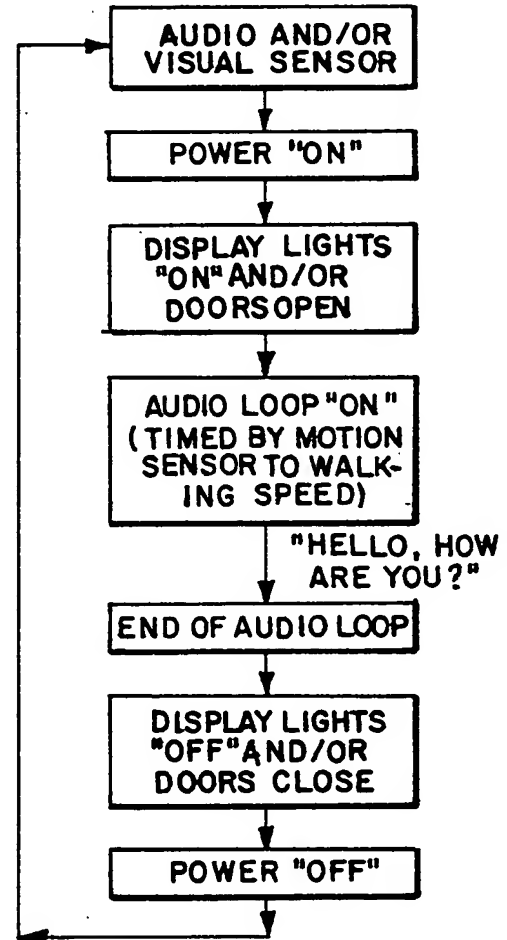 AUDIO AND/OR
VISUAL SENSOR
POWER "ON"
DISPLAY LIGHTS
"ON" AND/OR
DOORS OPEN
AUDIO LOOP "ON"
(TIMED BY MOTION
SENSOR TO WALK-
ING SPEED)
"HELLO, HOW
ARE YOU?"
END OF AUDIO LOOP
DISPLAY LIGHTS
"OFF" AND/OR
DOORS CLOSE
POWER "OFF"